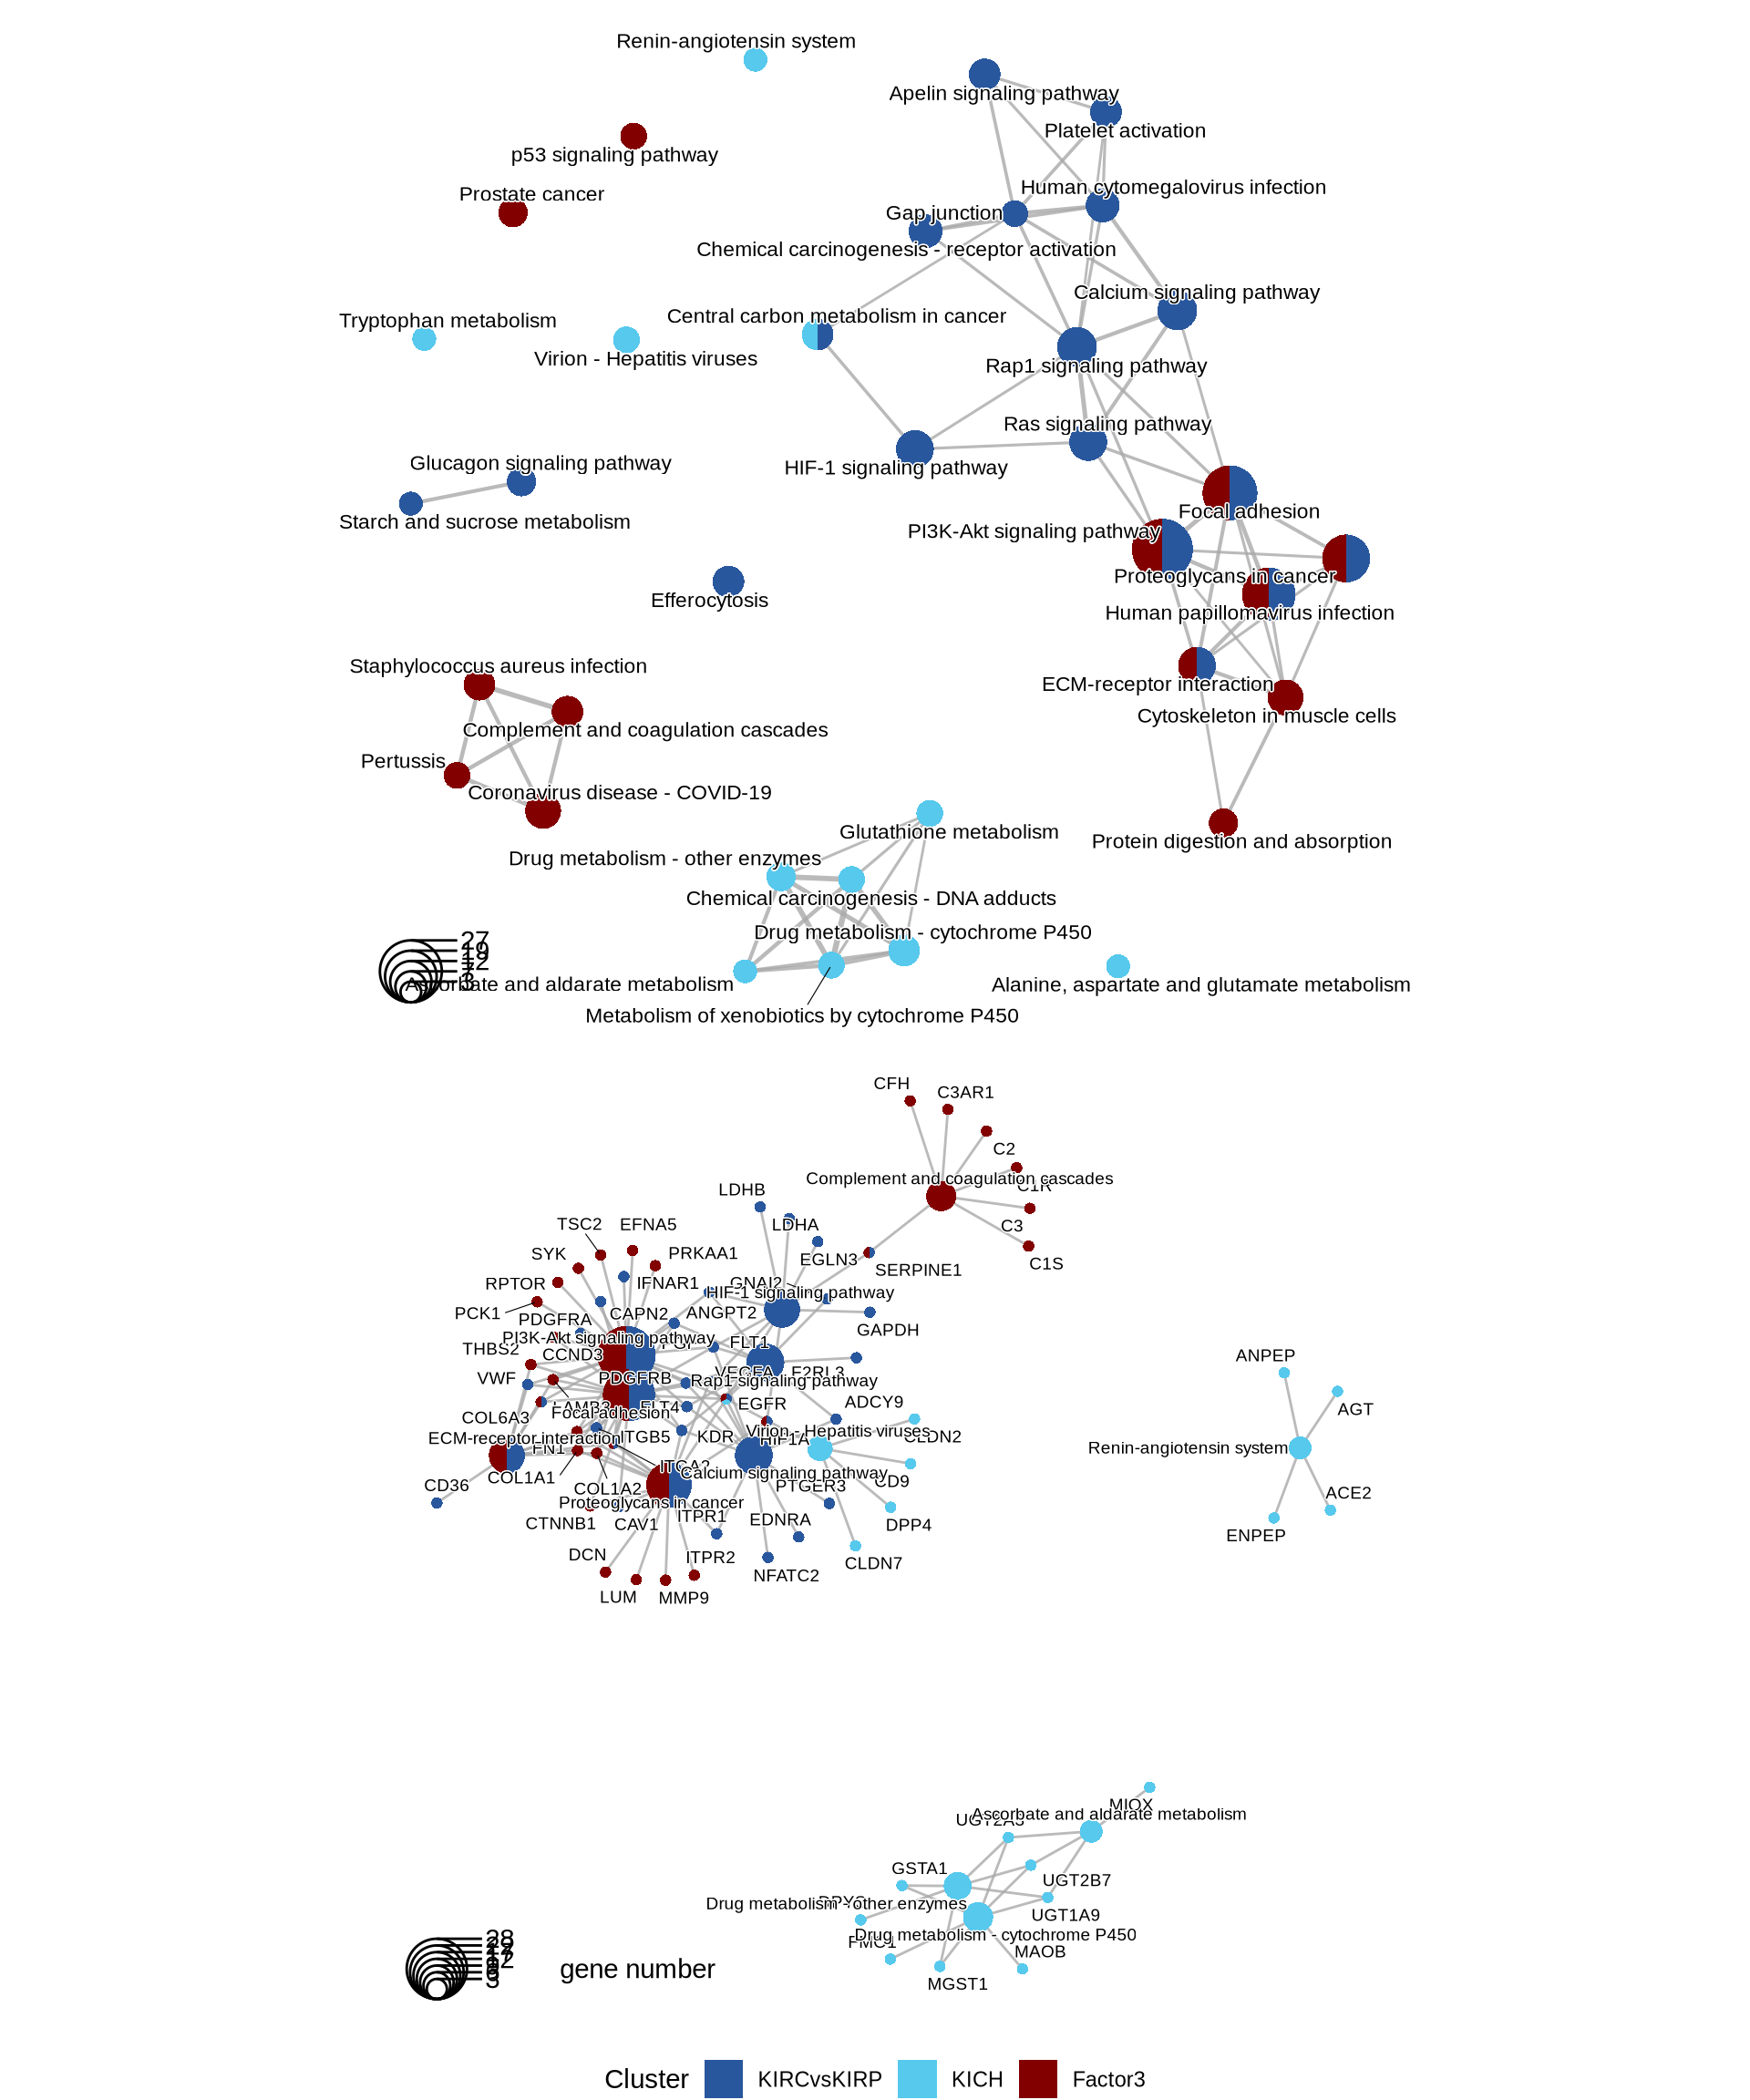 Renin-angiotensin system
Apelin signaling pathway
Platelet activation
p53 signaling pathway
Prostate cancer
Human cytomegalovirus infection
Gap junction
Chemical carcinogenesis - receptor activation
Calcium signaling pathway
Central carbon metabolism in cancer
Tryptophan metabolism
Virion - Hepatitis viruses
Rap1 signaling pathway
Ras signaling pathway
HIF-1 signaling pathway
Glucagon signaling pathway
Starch and sucrose metabolism
Focal adhesion
PI3K-Akt signaling pathway
Proteoglycans in cancer
Efferocytosis
Human papillomavirus infection
Staphylococcus aureus infection
ECM-receptor interaction
Cytoskeleton in muscle cells
Complement and coagulation cascades
Pertussis
Coronavirus disease - COVID-19
Glutathione metabolism
Protein digestion and absorption
Drug metabolism - other enzymes
Chemical carcinogenesis - DNA adducts
Drug metabolism - cytochrome P450
27
19
12
7
3
Ascorbate and aldarate metabolism
Alanine, aspartate and glutamate metabolism
Metabolism of xenobiotics by cytochrome P450
CFH
C3AR1
C2
Complement and coagulation cascades
C1R
LDHB
LDHA
C3
TSC2
EFNA5
SYK
PRKAA1
EGLN3
C1S
SERPINE1
RPTOR
IFNAR1
GNAI2
HIF-1 signaling pathway
PCK1
PDGFRA
CAPN2
ANGPT2
GAPDH
PI3K-Akt signaling pathway
PGF
FLT1
THBS2
CCND3
ANPEP
VWF
PDGFRB
VEGFA
F2RL3
Rap1 signaling pathway
LAMB3
FLT4
EGFR
ADCY9
AGT
COL6A3
Focal adhesion
Virion - Hepatitis viruses
ECM-receptor interaction
ITGB5
KDR
HIF1A
CLDN2
FN1
Renin-angiotensin system
ITGA2
Calcium signaling pathway
COL1A1
CD36
COL1A2
PTGER3
CD9
ACE2
Proteoglycans in cancer
CTNNB1
CAV1
ITPR1
EDNRA
DPP4
ENPEP
DCN
ITPR2
CLDN7
NFATC2
LUM
MMP9
MIOX
Ascorbate and aldarate metabolism
UGT2A3
GSTA1
UGT2B7
Drug metabolism - other enzymes
UGT1A9
Drug metabolism - cytochrome P450
MAOB
MGST1
28
12
3
gene number
Cluster KIRCvsKIRP KICH Factor3